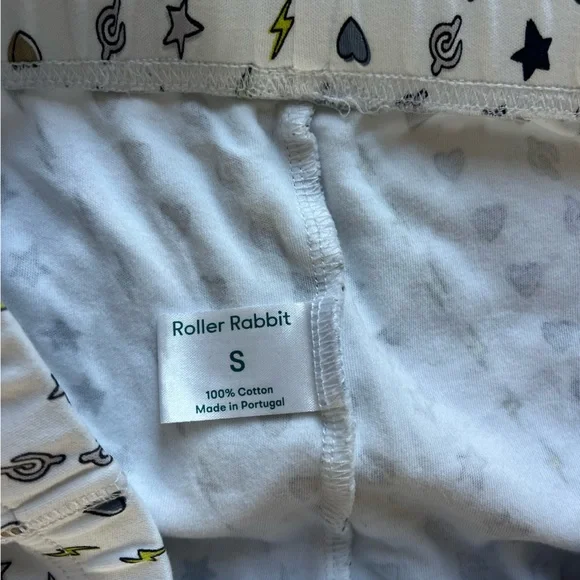 Roller Rabbit
S
100% Cotton
Made in Portugal